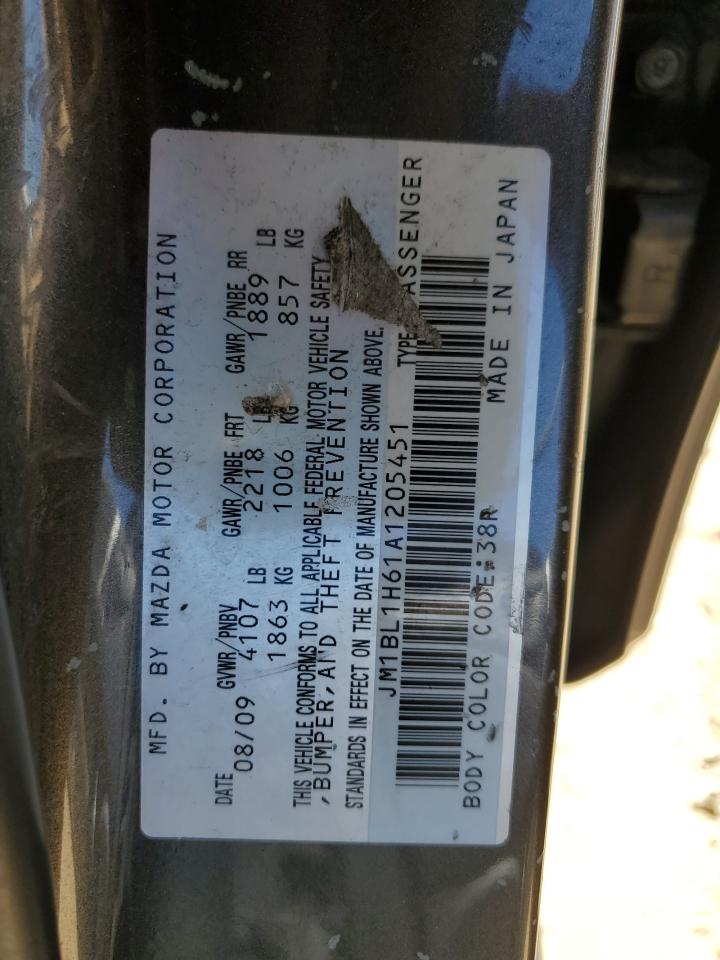 MFD. BY MAZDA MOTOR CORPORATION
DATE GVWR/PNBV GAWR/PNBE FRT GAWR/PNBE RR
08/09 4107 LB 2218 LB 1889 LB
1863 KG 1006 KG 857 KG
THIS VEHICLE CONFORMS TO ALL APPLICABLE FEDERAL MOTOR VEHICLE SAFETY
,BUMPER, AND THEFT PREVENTION
STANDARDS IN EFFECT ON THE DATE OF MANUFACTURE SHOWN ABOVE.
JM1BL1H61A1205451 TYPE PASSENGER
BODY COLOR CODE:38R MADE IN JAPAN